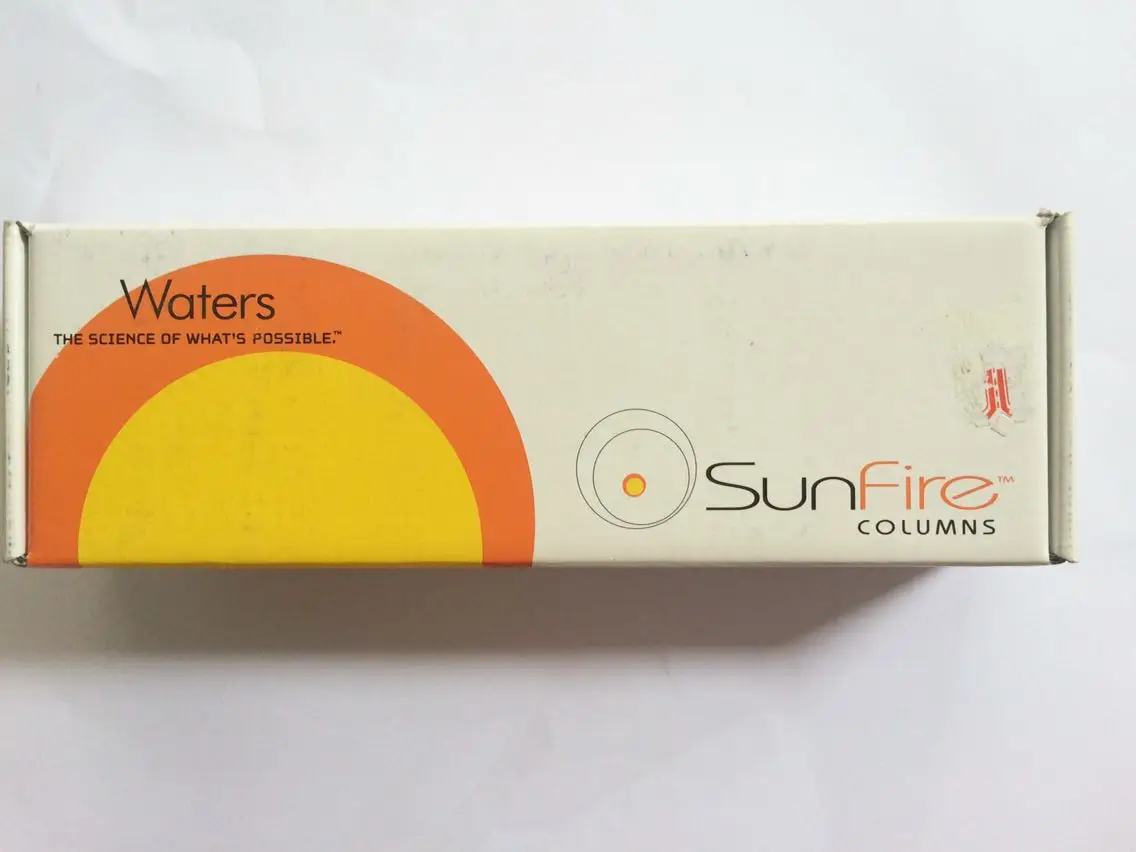 Waters
THE SCIENCE OF WHAT'S POSSIBLE.™
SunFire™
COLUMNS